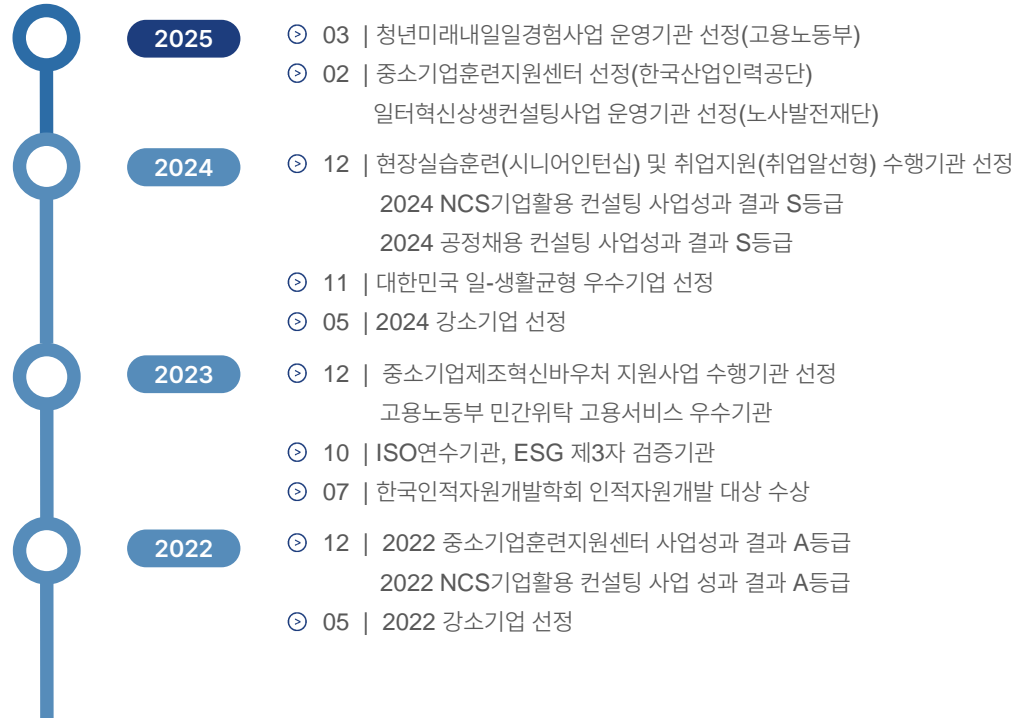 2025
03 | 청년미래내일일경험사업 운영기관 선정(고용노동부)
02 | 중소기업훈련지원센터 선정(한국산업인력공단)
일터혁신상생컨설팅사업 운영기관 선정(노사발전재단)
2024
12 | 현장실습훈련(시니어인턴십) 및 취업지원(취업알선형) 수행기관 선정
2024 NCS기업활용 컨설팅 사업성과 결과 S등급
2024 공정채용 컨설팅 사업성과 결과 S등급
11 | 대한민국 일-생활균형 우수기업 선정
05 | 2024 강소기업 선정
2023
12 | 중소기업제조혁신바우처 지원사업 수행기관 선정
고용노동부 민간위탁 고용서비스 우수기관
10 | ISO연수기관, ESG 제3자 검증기관
07 | 한국인적자원개발학회 인적자원개발 대상 수상
2022
12 | 2022 중소기업훈련지원센터 사업성과 결과 A등급
2022 NCS기업활용 컨설팅 사업 성과 결과 A등급
05 | 2022 강소기업 선정